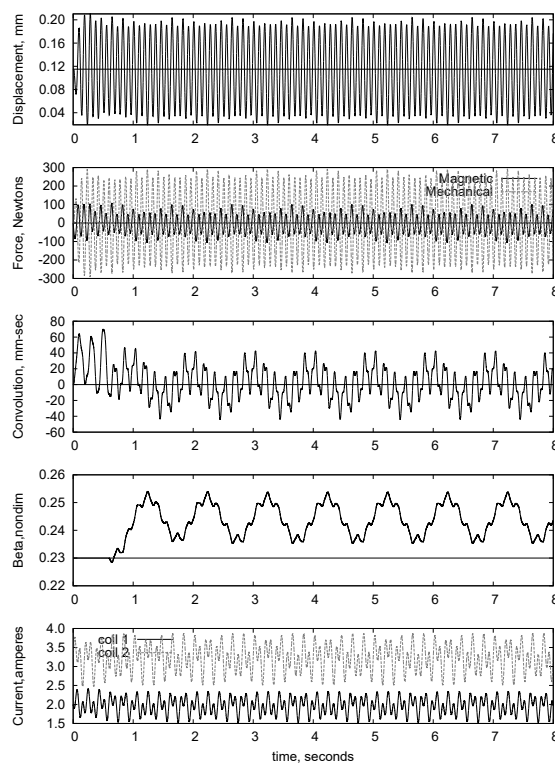 Displacement, mm
0.20
0.16
0.12
0.08
0.04
0 1 2 3 4 5 6 7 8
Force, Newtons
300
200
100
0
-100
-200
-300
Magnetic
Mechanical
0 1 2 3 4 5 6 7 8
Convolution, mm-sec
80
60
40
20
0
-20
-40
-60
0 1 2 3 4 5 6 7 8
Beta,nondim
0.26
0.25
0.24
0.23
0.22
0 1 2 3 4 5 6 7 8
Current,amperes
4.0
3.5
3.0
2.5
2.0
1.5
coil 1
coil 2
0 1 2 3 4 5 6 7 8
time, seconds